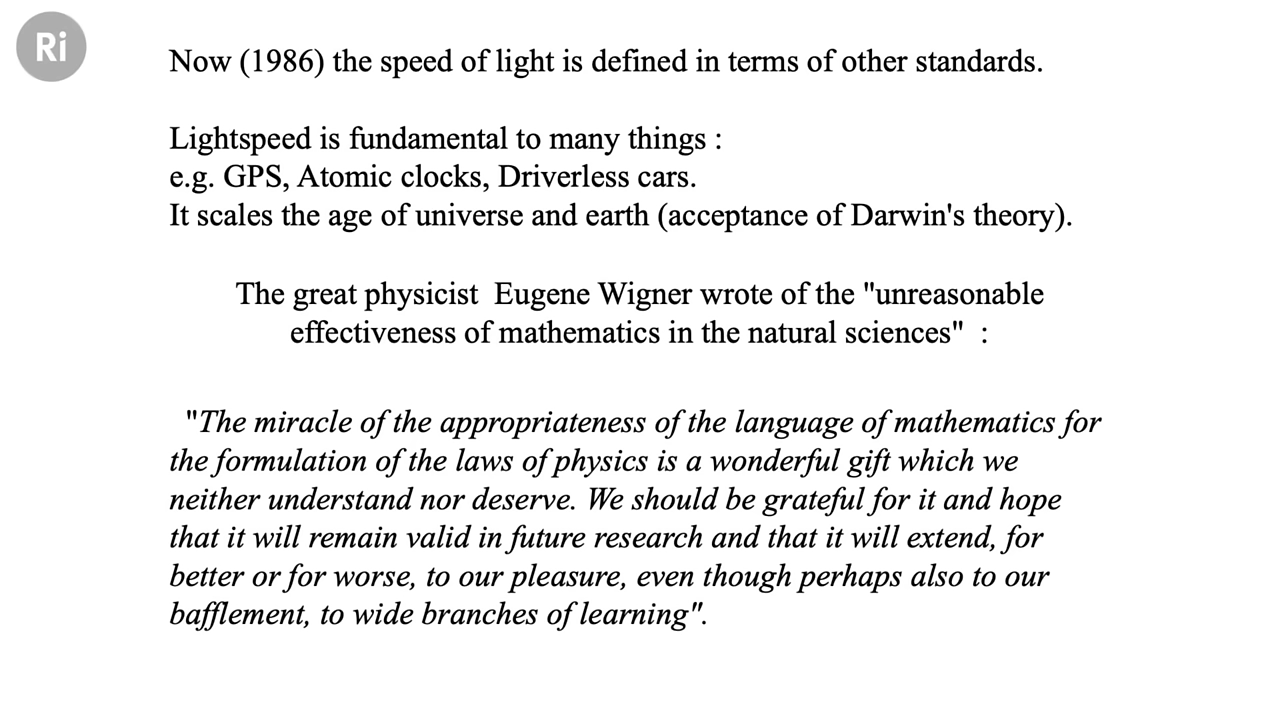 Ri
Now (1986) the speed of light is defined in terms of other standards.
Lightspeed is fundamental to many things :
e.g. GPS, Atomic clocks, Driverless cars.
It scales the age of universe and earth (acceptance of Darwin's theory).
The great physicist  Eugene Wigner wrote of the "unreasonable
effectiveness of mathematics in the natural sciences"  :
"The miracle of the appropriateness of the language of mathematics for
the formulation of the laws of physics is a wonderful gift which we
neither understand nor deserve. We should be grateful for it and hope
that it will remain valid in future research and that it will extend, for
better or for worse, to our pleasure, even though perhaps also to our
bafflement, to wide branches of learning".